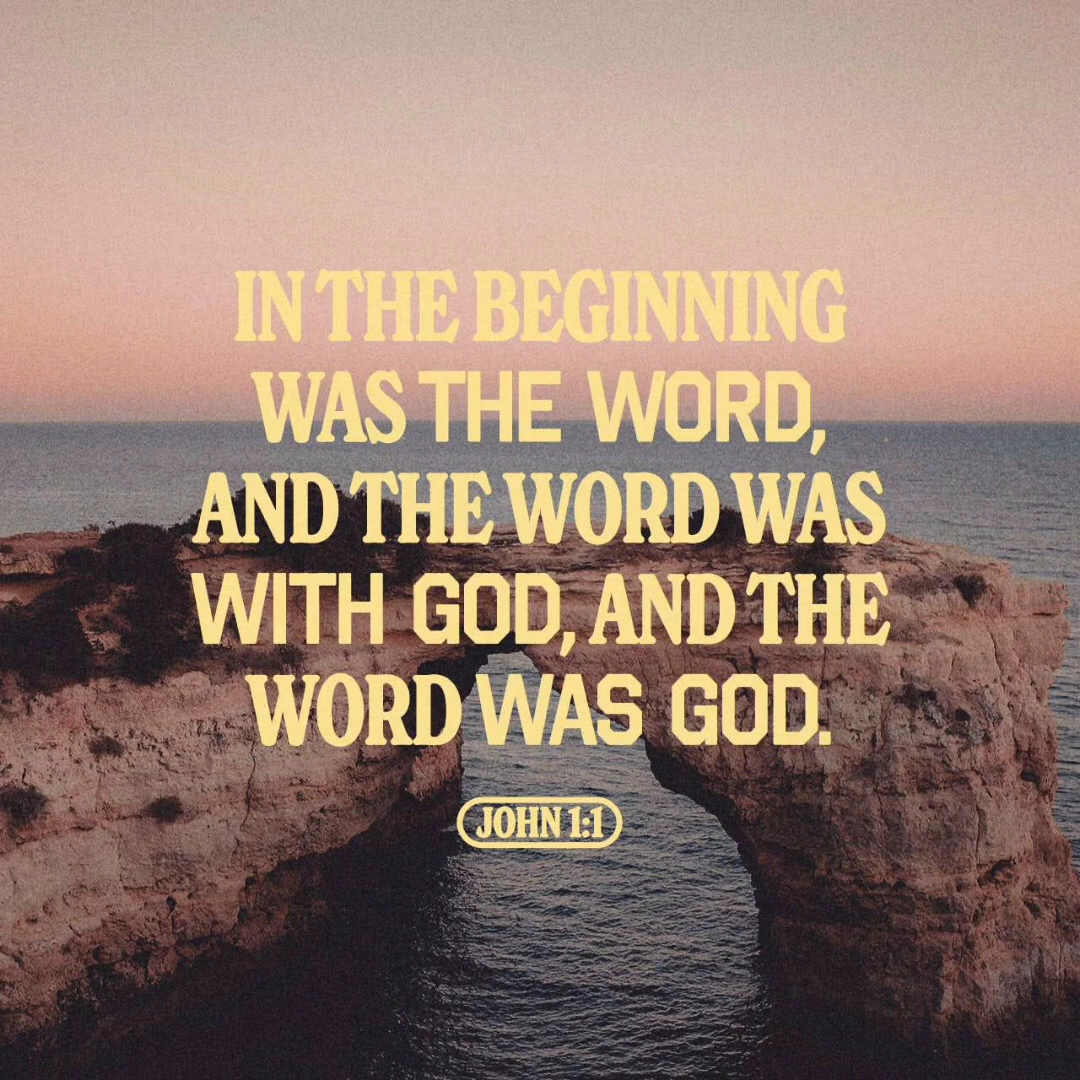 IN THE BEGINNING
WAS THE WORD,
AND THE WORD WAS
WITH GOD, AND THE
WORD WAS GOD.
JOHN 1:1